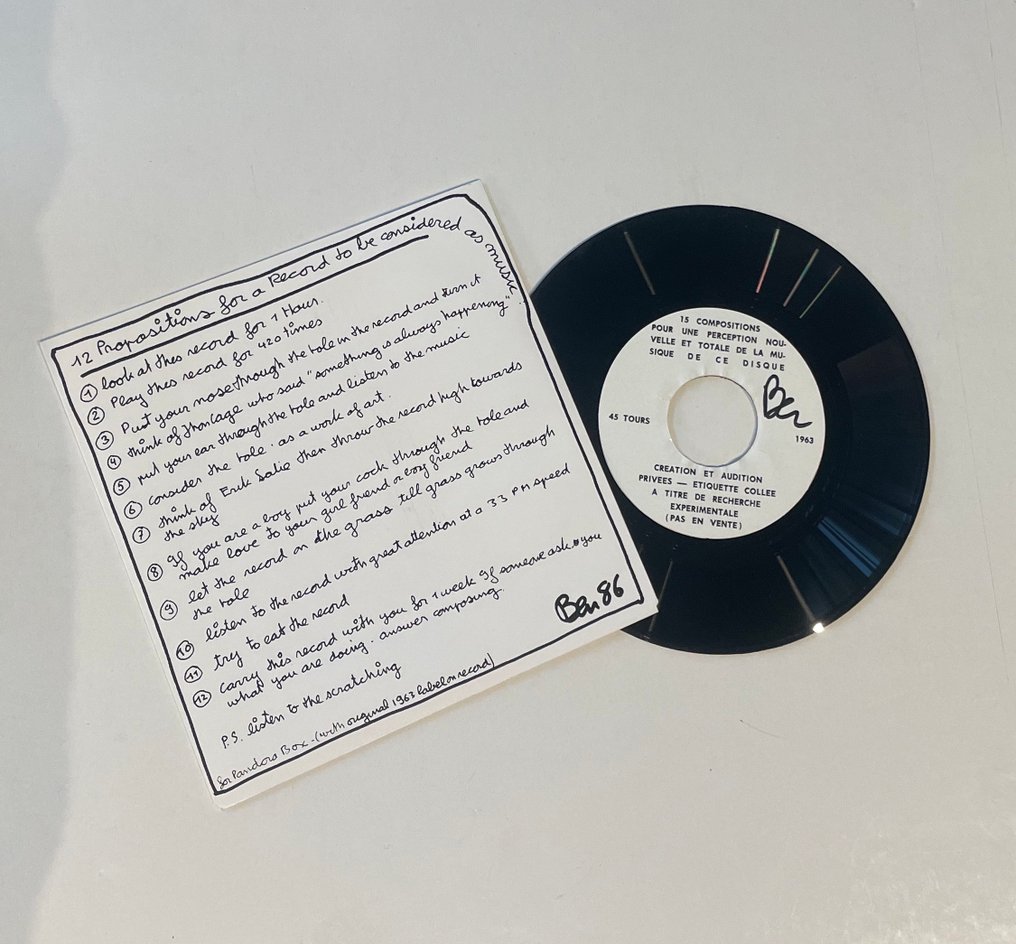 12 Propositions for a Record to be considered as music.
① look at thes record for 1 Hour.
② Play thes record for 420 times
③ Put your nose through the hole in the record and turn it
④ think of who said "something is always happening"
⑤ put your ear through the hole and listen to the music
⑥ consider the hole. as a work of art.
⑦ think of Erik Satie then throw the record high towards
the sky
⑧ If you are a boy put your cock through the hole and
make love to your girl friend or boy friend
⑨ let the record on the grass till grass grows through
the hole
⑩ listen to the record with great attention at a 33 PM speed
⑪ try to eat the record
⑫ carry this record with you for 1 week If someone ask you
what you are doing. answer composing.
P.S. listen to the scratching
for Pandora Box - (with original 1963 label on record)
Ben 86
15 COMPOSITIONS
POUR UNE PERCEPTION NOU-
VELLE ET TOTALE DE LA MU-
SIQUE DE CE DISQUE
Ben
45 TOURS
1963
CREATION ET AUDITION
PRIVEES — ETIQUETTE COLLEE
A TITRE DE RECHERCHE
EXPERIMENTALE
(PAS EN VENTE)